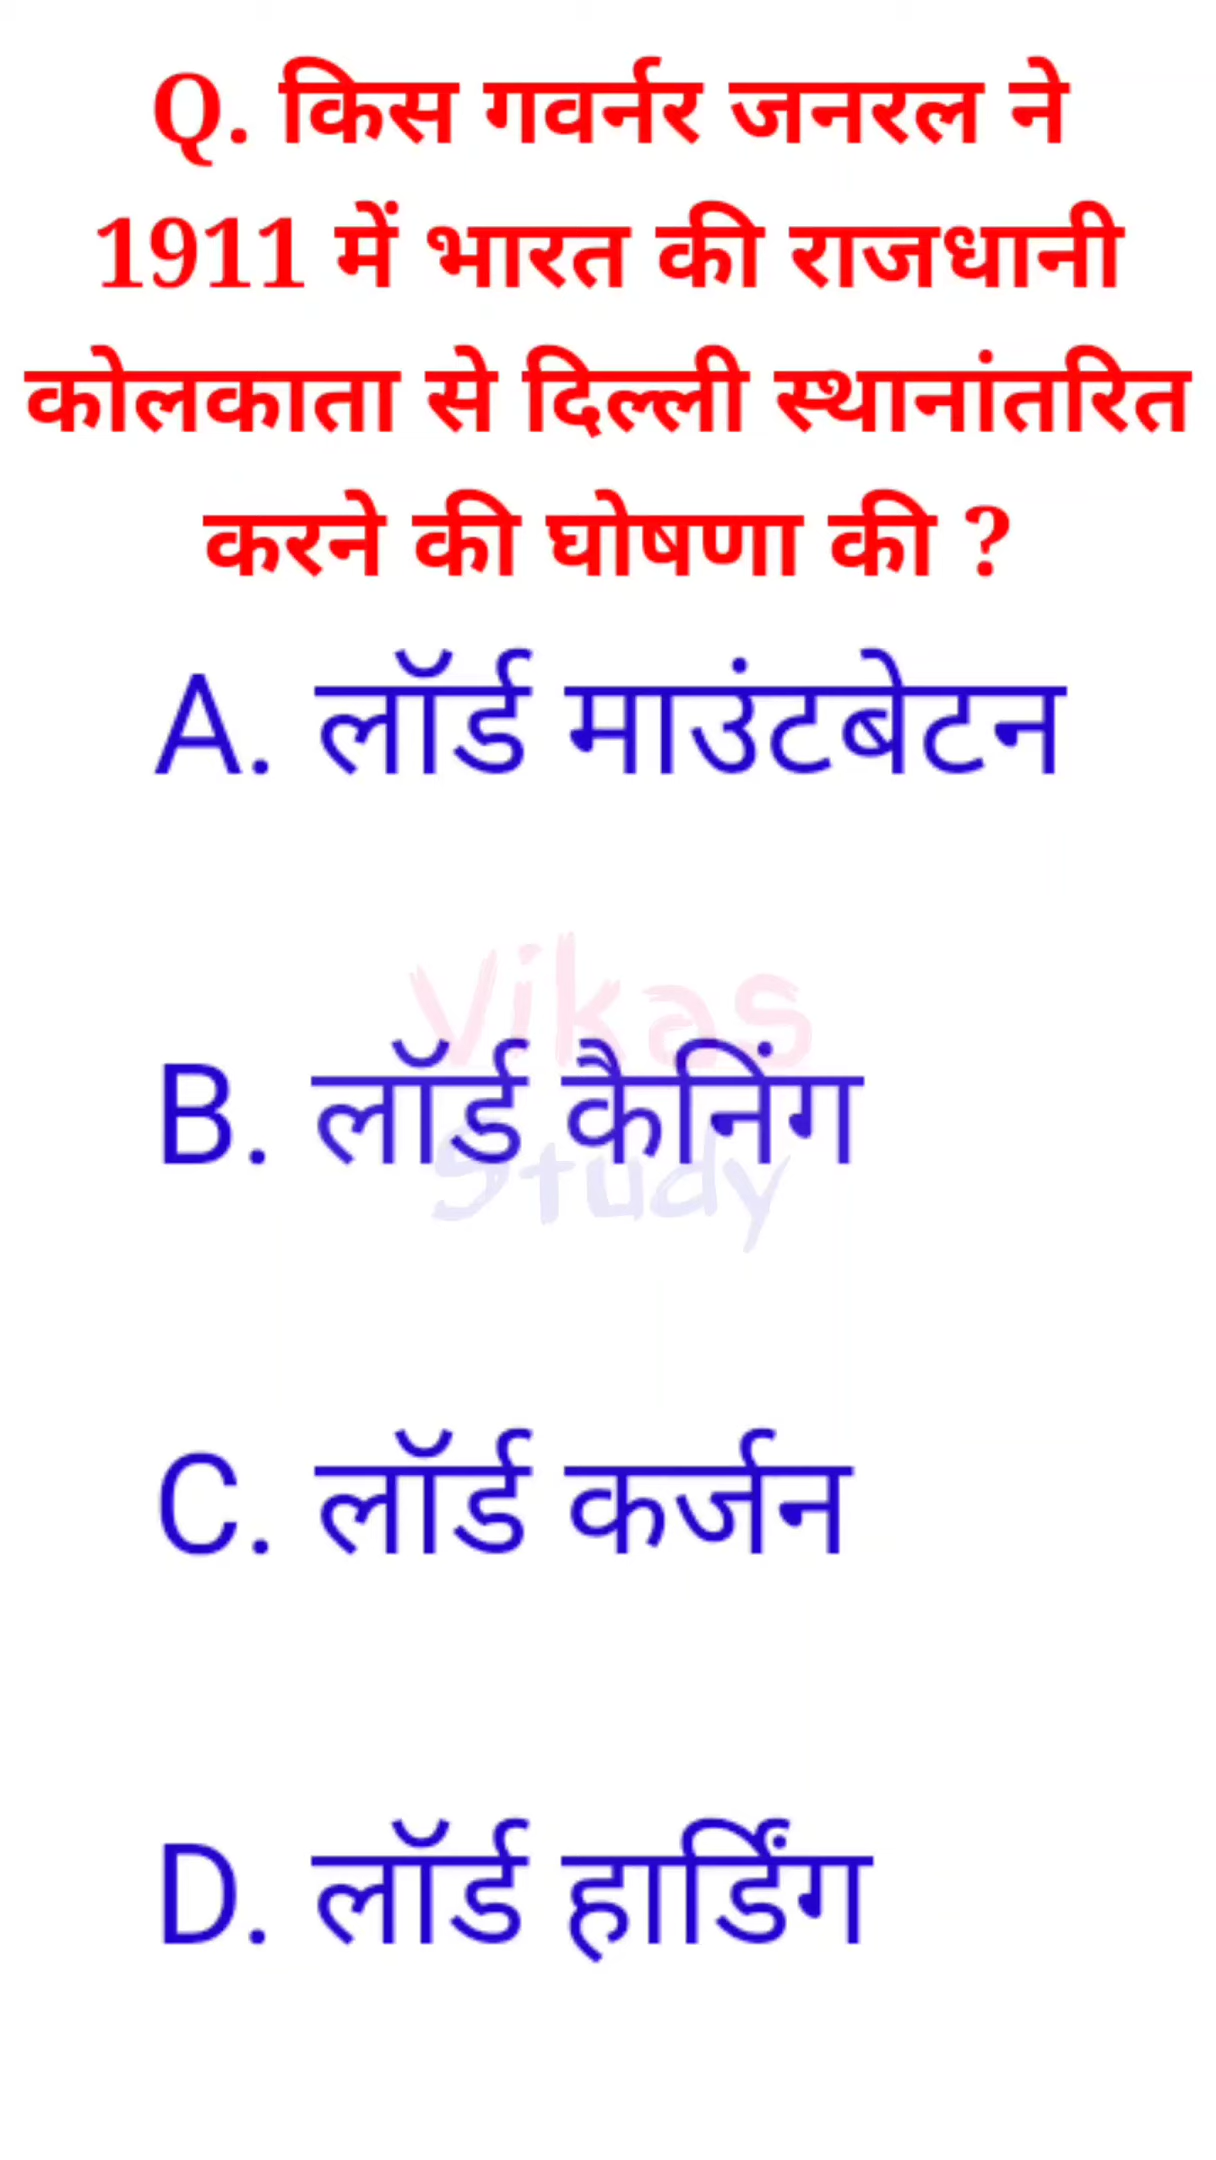 Q. किस गवर्नर जनरल ने
1911 में भारत की राजधानी
कोलकाता से दिल्ली स्थानांतरित
करने की घोषणा की ?
A. लॉर्ड माउंटबेटन
Vikas
B. लॉर्ड कैनिंग
Study
C. लॉर्ड कर्जन
D. लॉर्ड हार्डिंग